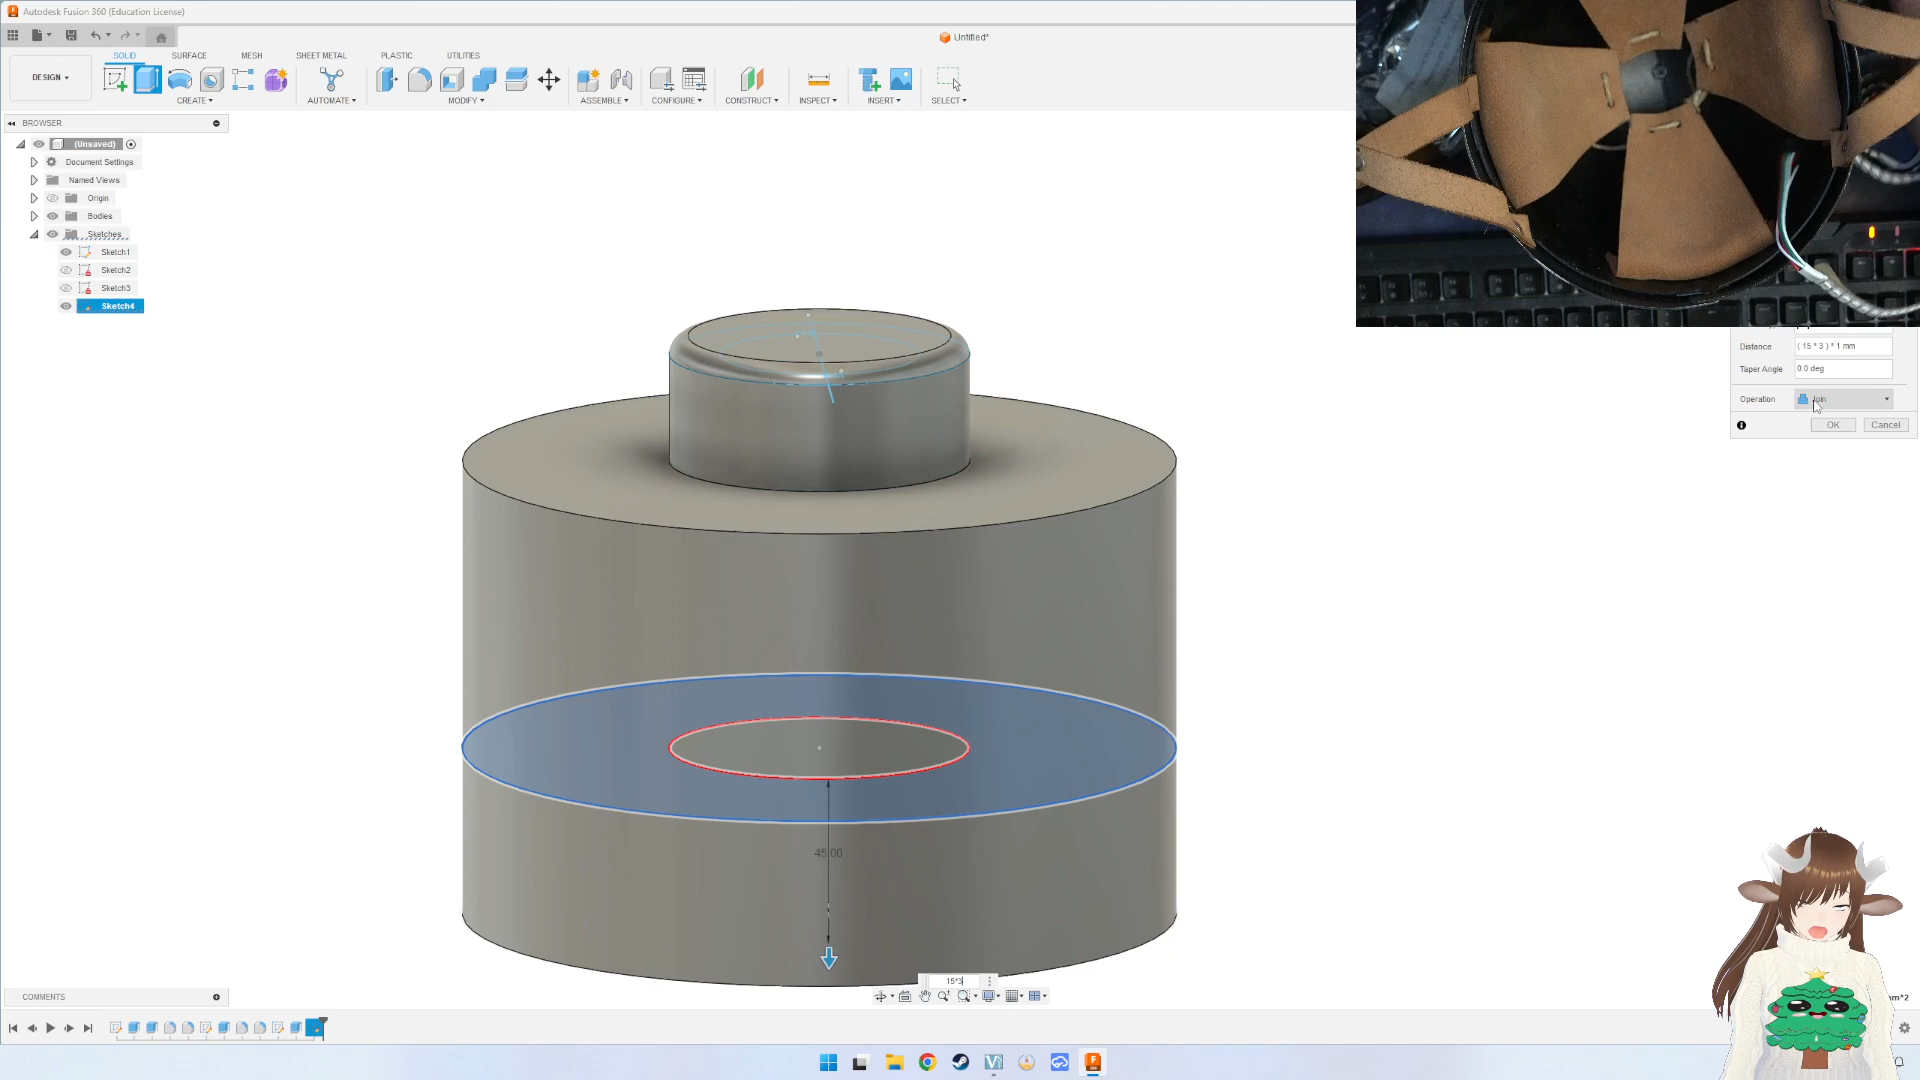 Autodesk Fusion 360 (Education License)
Untitled*
SOLID
SURFACE
MESH
SHEET METAL
PLASTIC
UTILITIES
DESIGN
CREATE
AUTOMATE
MODIFY
ASSEMBLE
CONFIGURE
CONSTRUCT
INSPECT
INSERT
SELECT
BROWSER
(Unsaved)
Document Settings
Named Views
Origin
Bodies
Sketches
Sketch1
Sketch2
Sketch3
Sketch4
Distance
( 15 * 3 ) * 1 mm
Taper Angle
0.0 deg
Operation
Join
OK
Cancel
45.00
15*3
COMMENTS
mm^2